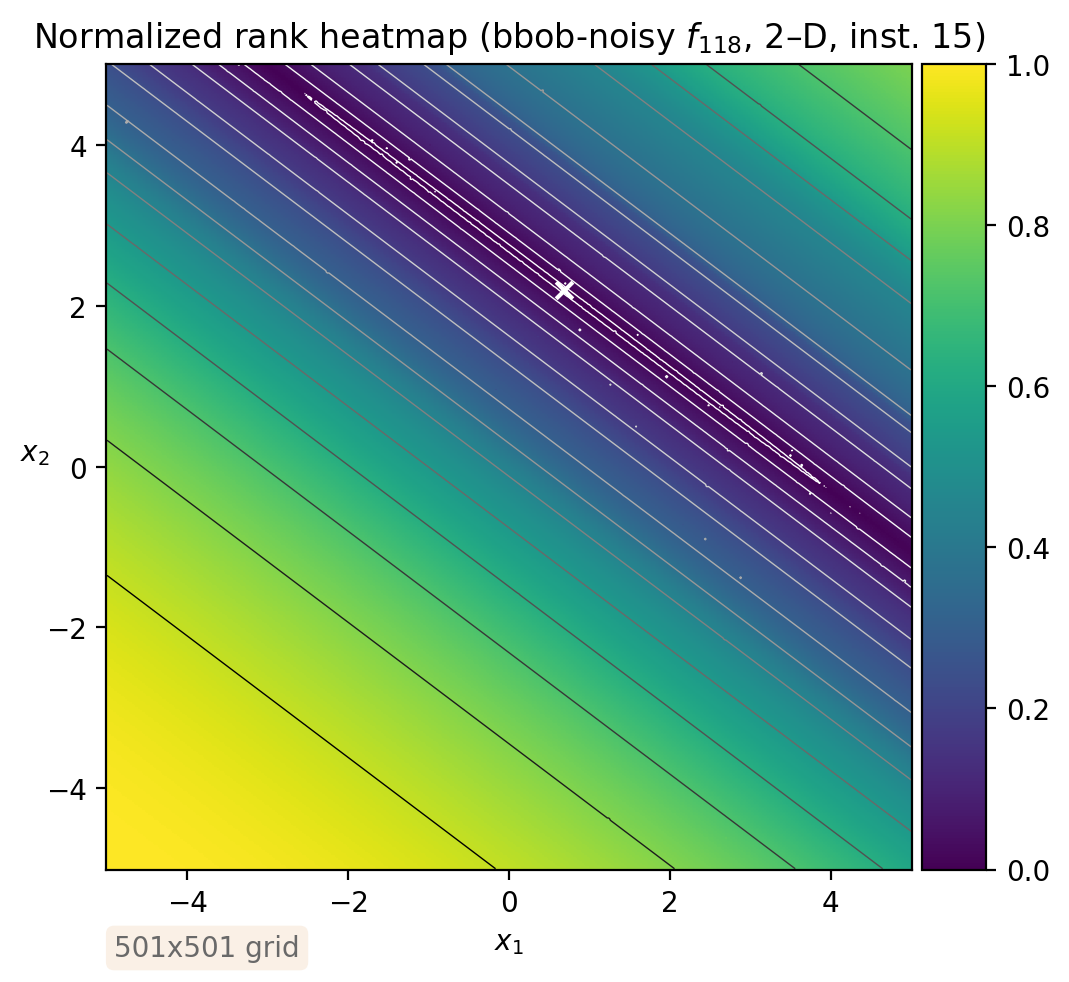 Normalized rank heatmap (bbob-noisy f₁₁₈, 2–D, inst. 15)
1.0
0.8
0.6
0.4
0.2
0.0
4
2
0
−2
−4
x₂
−4 −2 0 2 4
x₁
501x501 grid